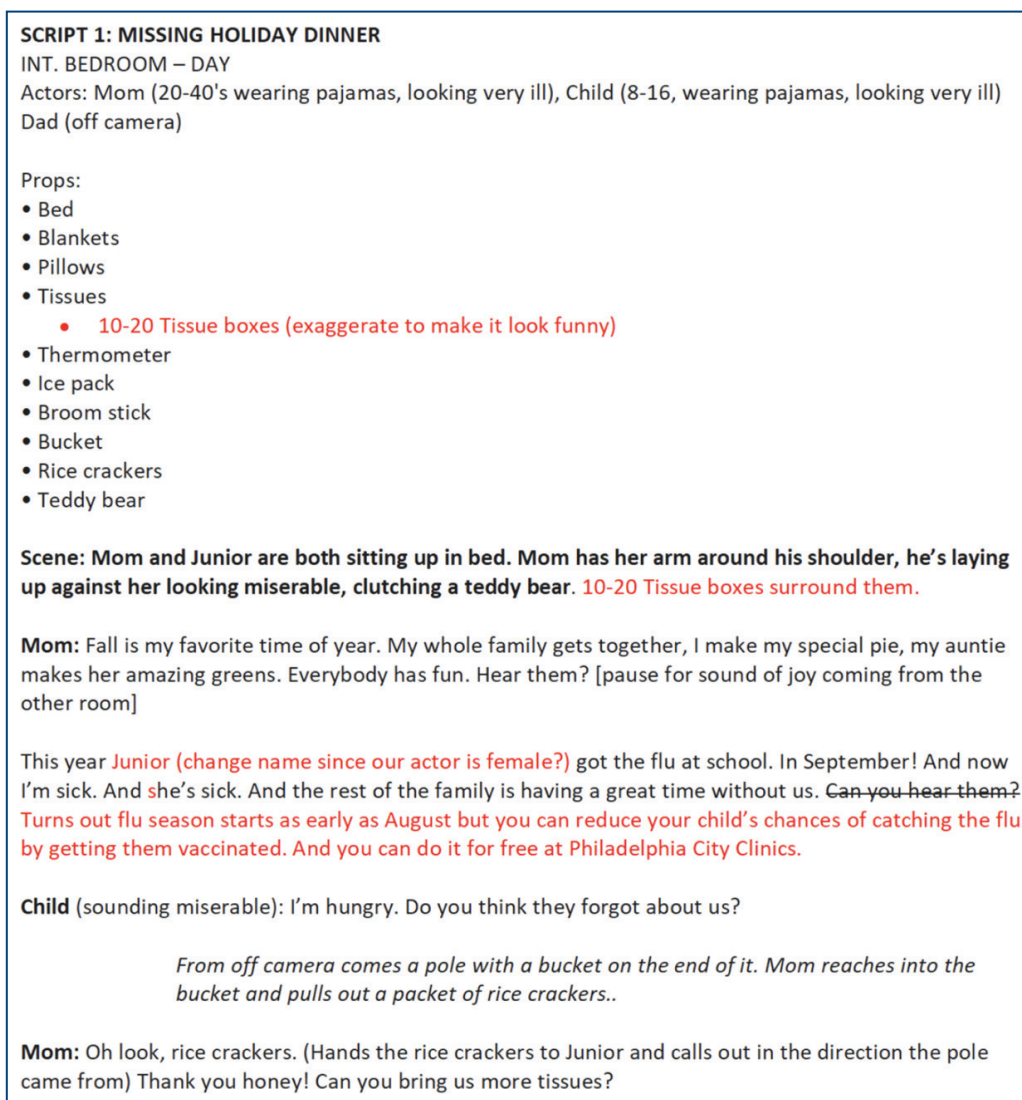 SCRIPT 1: MISSING HOLIDAY DINNER
INT. BEDROOM – DAY
Actors: Mom (20-40's wearing pajamas, looking very ill), Child (8-16, wearing pajamas, looking very ill)
Dad (off camera)
Props:
• Bed
• Blankets
• Pillows
• Tissues
• 10-20 Tissue boxes (exaggerate to make it look funny)
• Thermometer
• Ice pack
• Broom stick
• Bucket
• Rice crackers
• Teddy bear
Scene: Mom and Junior are both sitting up in bed. Mom has her arm around his shoulder, he’s laying
up against her looking miserable, clutching a teddy bear. 10-20 Tissue boxes surround them.
Mom: Fall is my favorite time of year. My whole family gets together, I make my special pie, my auntie
makes her amazing greens. Everybody has fun. Hear them? [pause for sound of joy coming from the
other room]
This year Junior (change name since our actor is female?) got the flu at school. In September! And now
I’m sick. And she’s sick. And the rest of the family is having a great time without us. Can you hear them?
Turns out flu season starts as early as August but you can reduce your child’s chances of catching the flu
by getting them vaccinated. And you can do it for free at Philadelphia City Clinics.
Child (sounding miserable): I’m hungry. Do you think they forgot about us?
From off camera comes a pole with a bucket on the end of it. Mom reaches into the
bucket and pulls out a packet of rice crackers..
Mom: Oh look, rice crackers. (Hands the rice crackers to Junior and calls out in the direction the pole
came from) Thank you honey! Can you bring us more tissues?